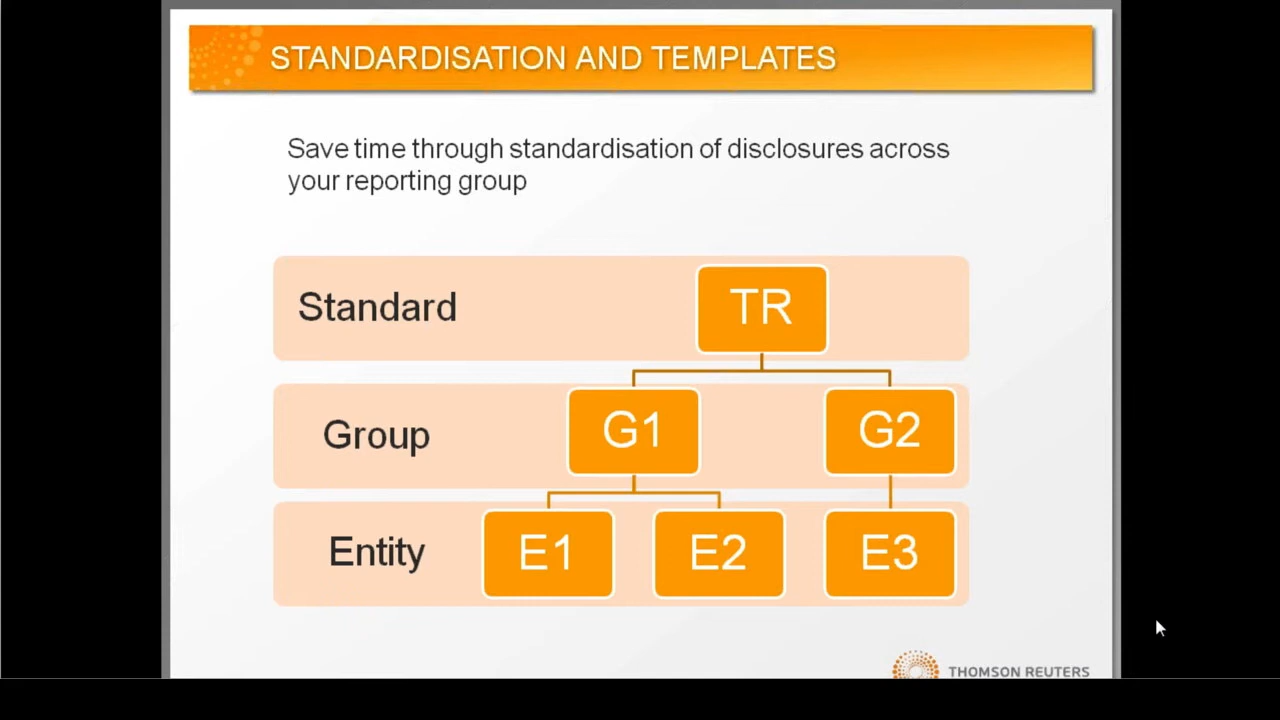 STANDARDISATION AND TEMPLATES
Save time through standardisation of disclosures across
your reporting group
Standard
TR
Group
G1
G2
Entity
E1
E2
E3
THOMSON REUTERS